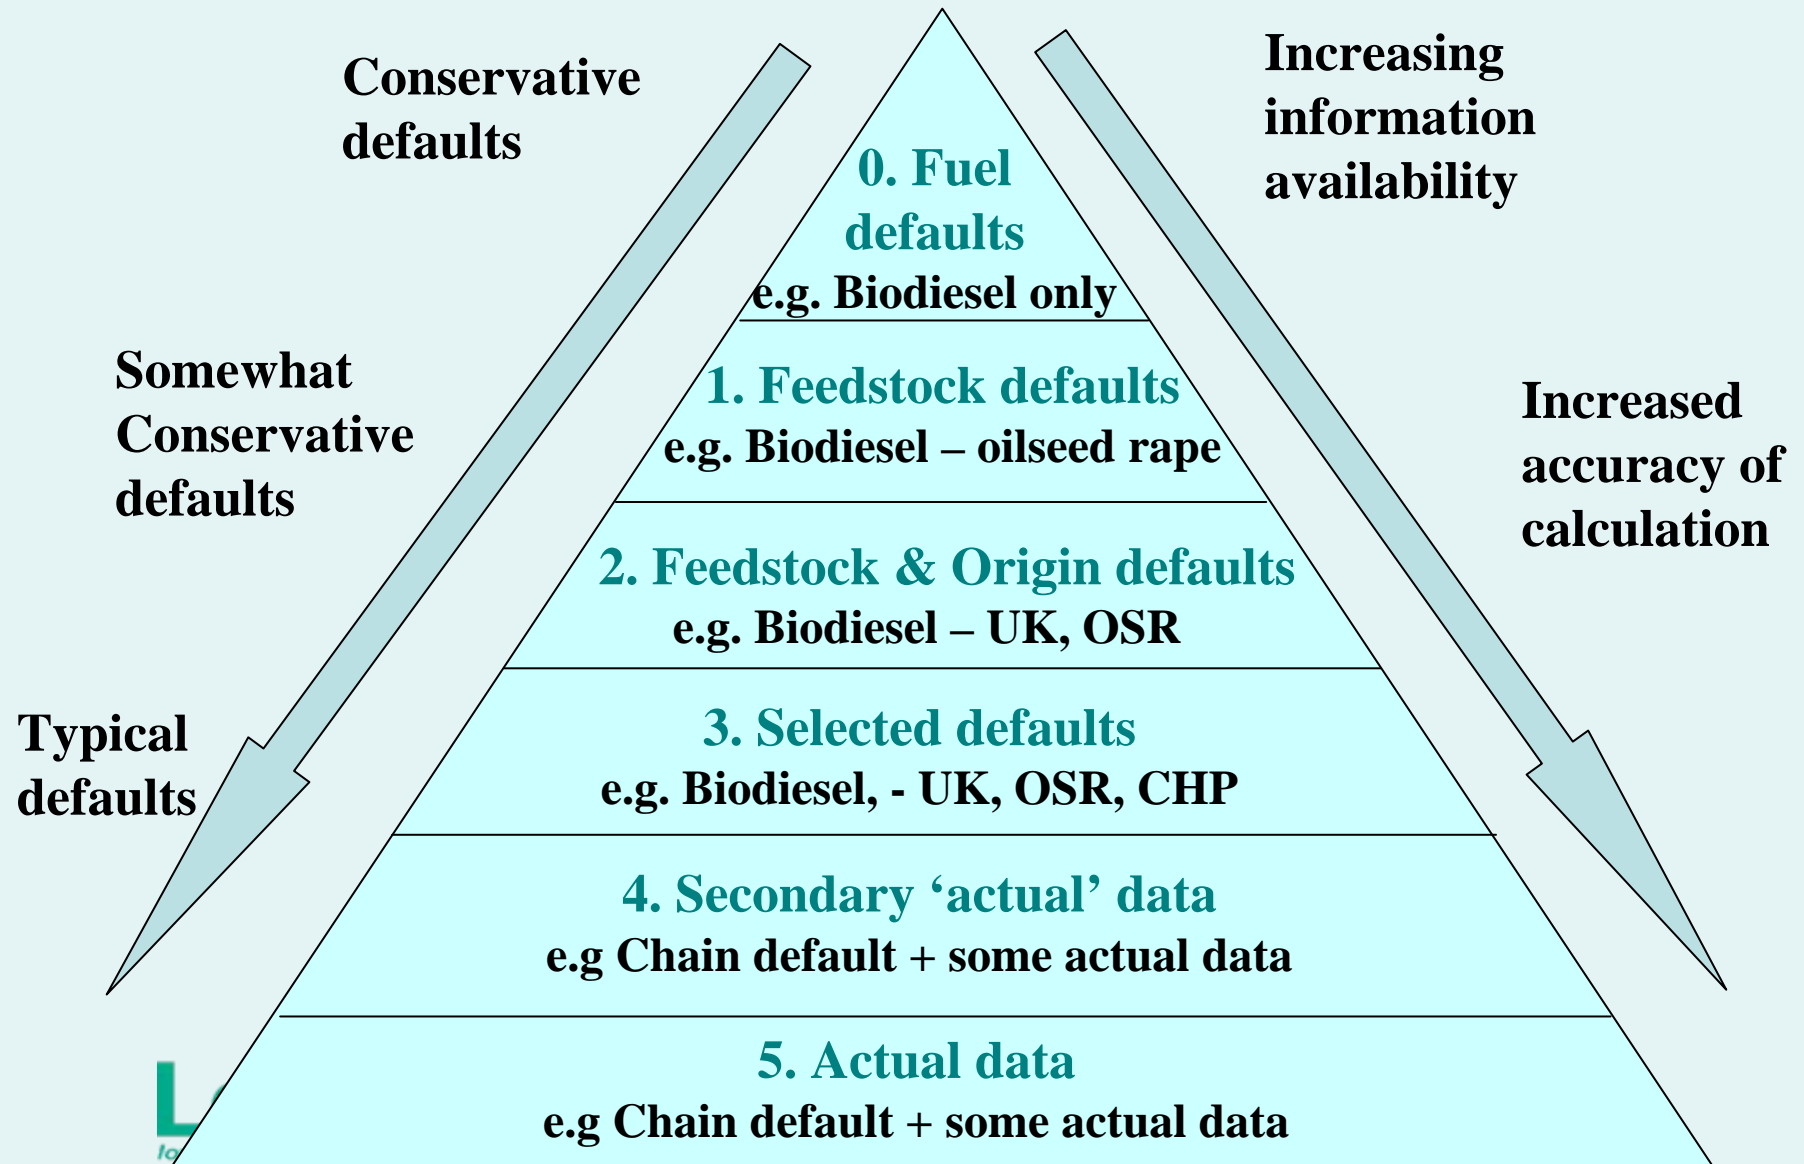 Conservative
defaults
Increasing
information
availability
0. Fuel
defaults
e.g. Biodiesel only
Somewhat
Conservative
defaults
1. Feedstock defaults
e.g. Biodiesel – oilseed rape
Increased
accuracy of
calculation
2. Feedstock & Origin defaults
e.g. Biodiesel – UK, OSR
Typical
defaults
3. Selected defaults
e.g. Biodiesel, - UK, OSR, CHP
4. Secondary ‘actual’ data
e.g Chain default + some actual data
5. Actual data
e.g Chain default + some actual data